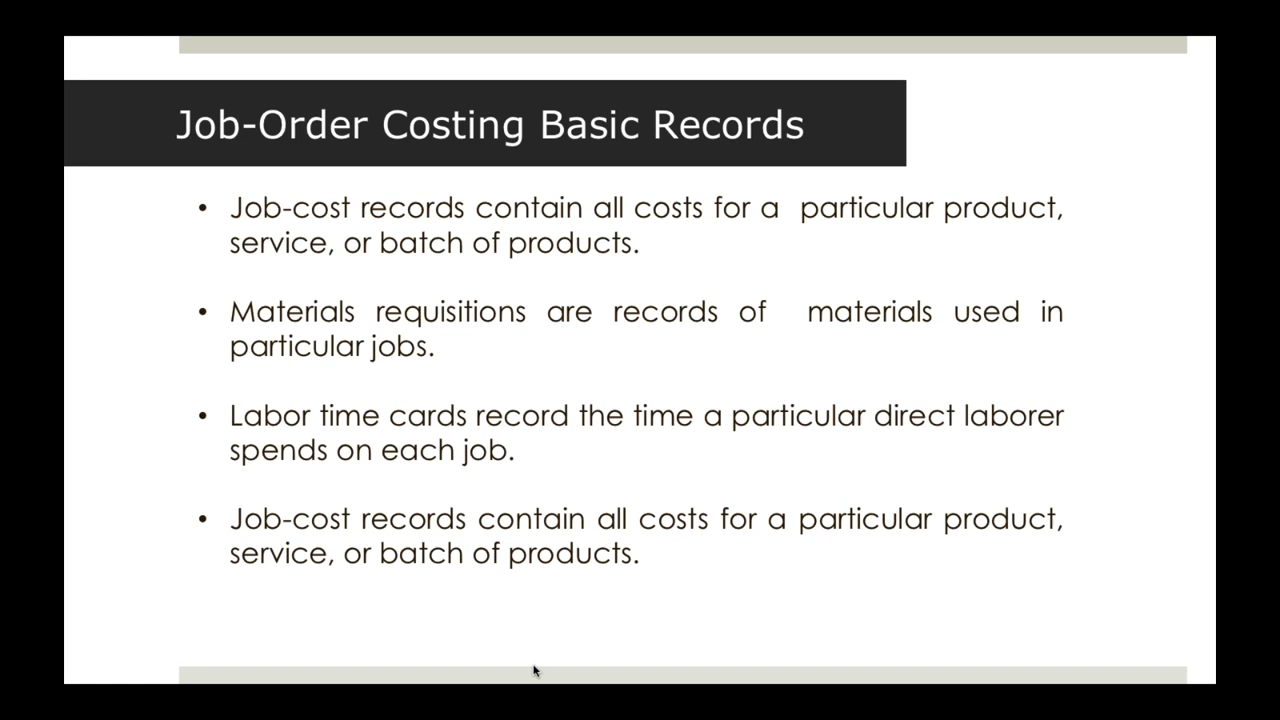 Job-Order Costing Basic Records
• Job-cost records contain all costs for a particular product,
service, or batch of products.
• Materials requisitions are records of materials used in
particular jobs.
• Labor time cards record the time a particular direct laborer
spends on each job.
• Job-cost records contain all costs for a particular product,
service, or batch of products.